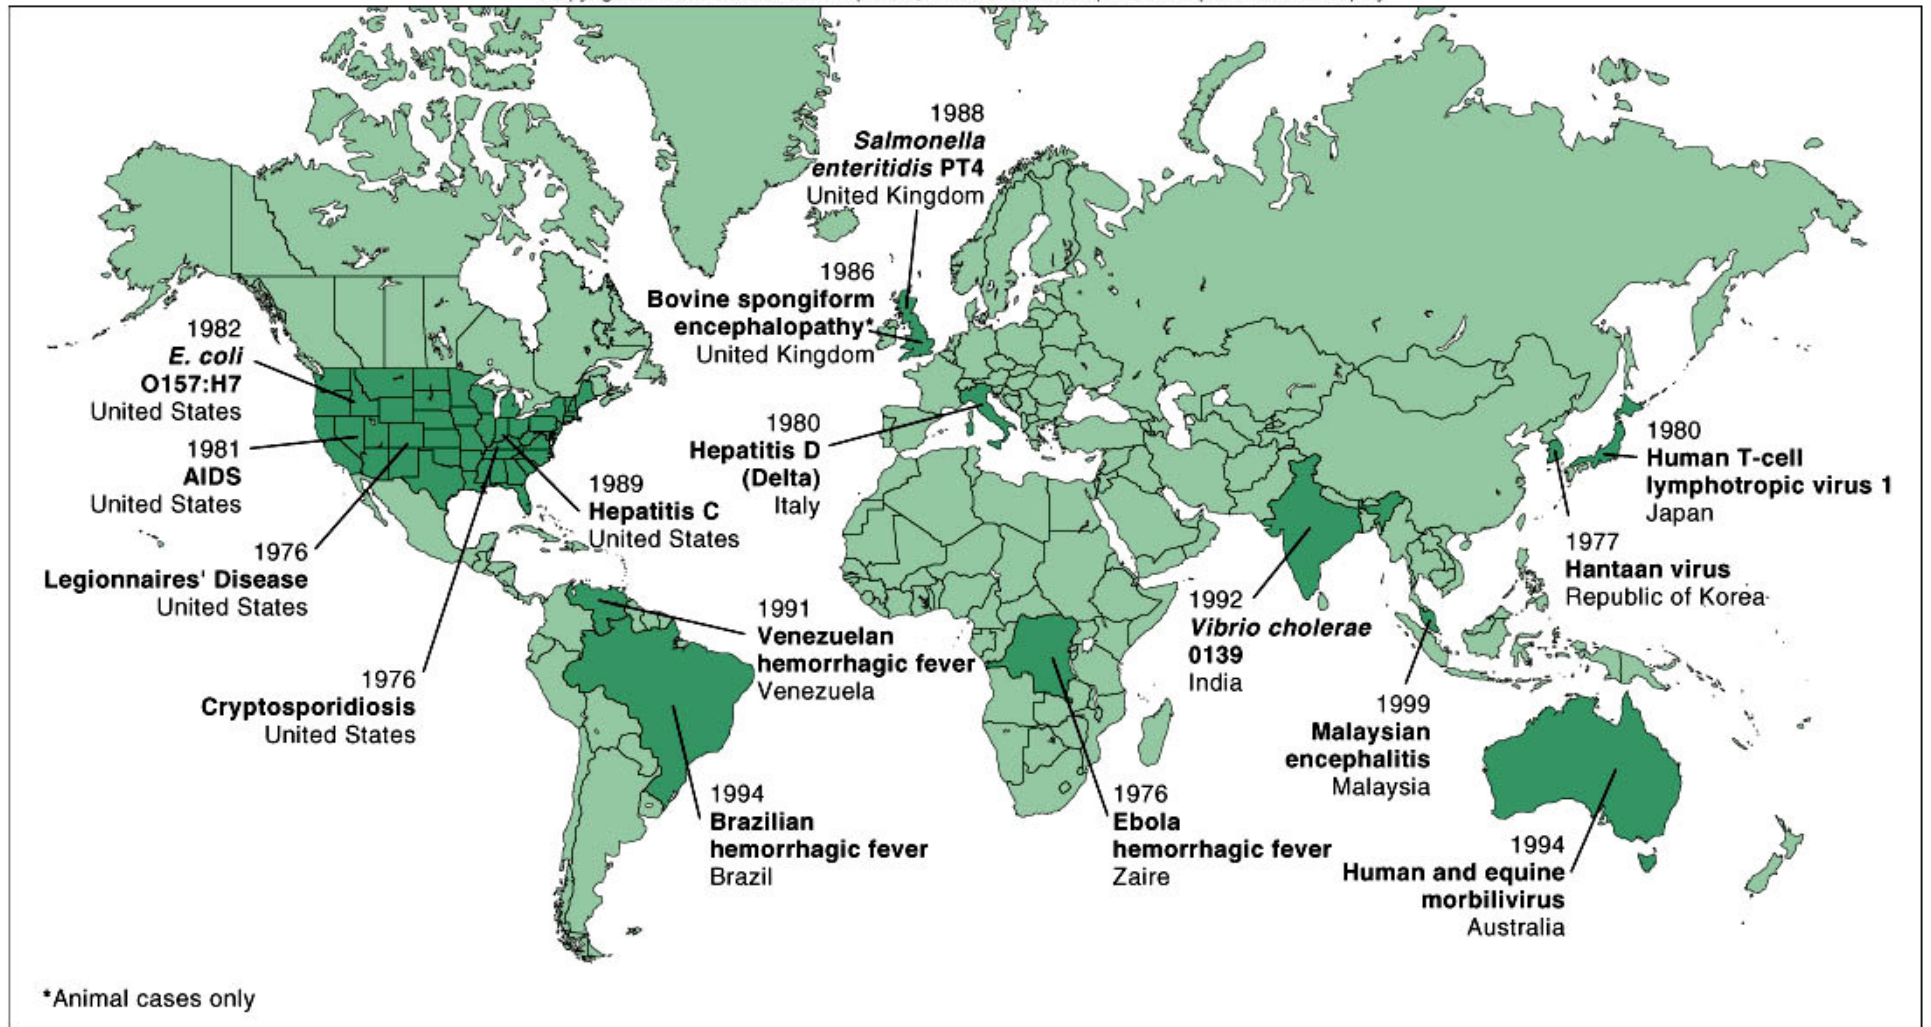 1988
Salmonella
enteritidis PT4
United Kingdom
1986
Bovine spongiform
encephalopathy*
United Kingdom
1982
E. coli
O157:H7
United States
1981
AIDS
United States
1976
Legionnaires' Disease
United States
1976
Cryptosporidiosis
United States
1989
Hepatitis C
United States
1980
Hepatitis D
(Delta)
Italy
1991
Venezuelan
hemorrhagic fever
Venezuela
1994
Brazilian
hemorrhagic fever
Brazil
1976
Ebola
hemorrhagic fever
Zaire
1992
Vibrio cholerae
0139
India
1980
Human T-cell
lymphotropic virus 1
Japan
1977
Hantaan virus
Republic of Korea
1999
Malaysian
encephalitis
Malaysia
1994
Human and equine
morbilivirus
Australia
*Animal cases only